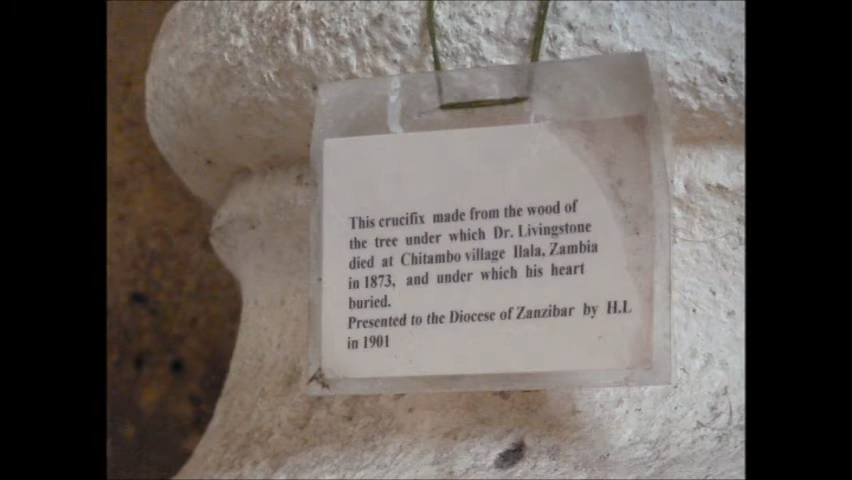 This crucifix made from the wood of
the tree under which Dr. Livingstone
died at Chitambo village Ilala, Zambia
in 1873, and under which his heart
buried.
Presented to the Diocese of Zanzibar by H.L
in 1901